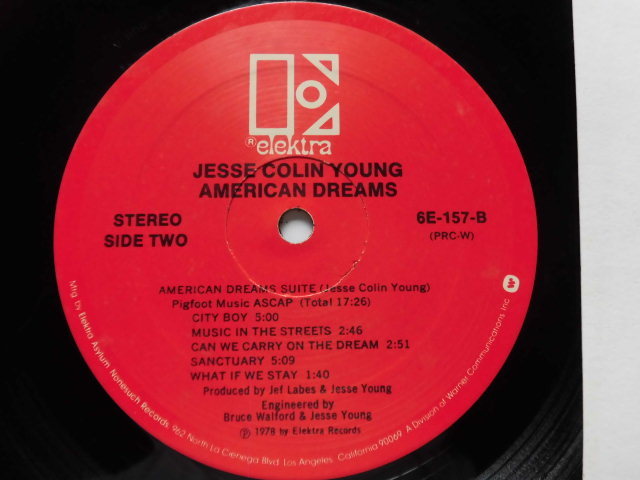 ® elektra
JESSE COLIN YOUNG
AMERICAN DREAMS
STEREO
SIDE TWO
6E-157-B
(PRC-W)
AMERICAN DREAMS SUITE (Jesse Colin Young)
Pigfoot Music ASCAP (Total 17:26)
CITY BOY 5:00
MUSIC IN THE STREETS 2:46
CAN WE CARRY ON THE DREAM 2:51
SANCTUARY 5:09
WHAT IF WE STAY 1:40
Produced by Jef Labes & Jesse Young
Engineered by
Bruce Walford & Jesse Young
℗ 1978 by Elektra Records
Mfg by Elektra Asylum Nonesuch Records 962 North La Cienega Blvd. Los Angeles California 90069 A Division of Warner Communications Inc